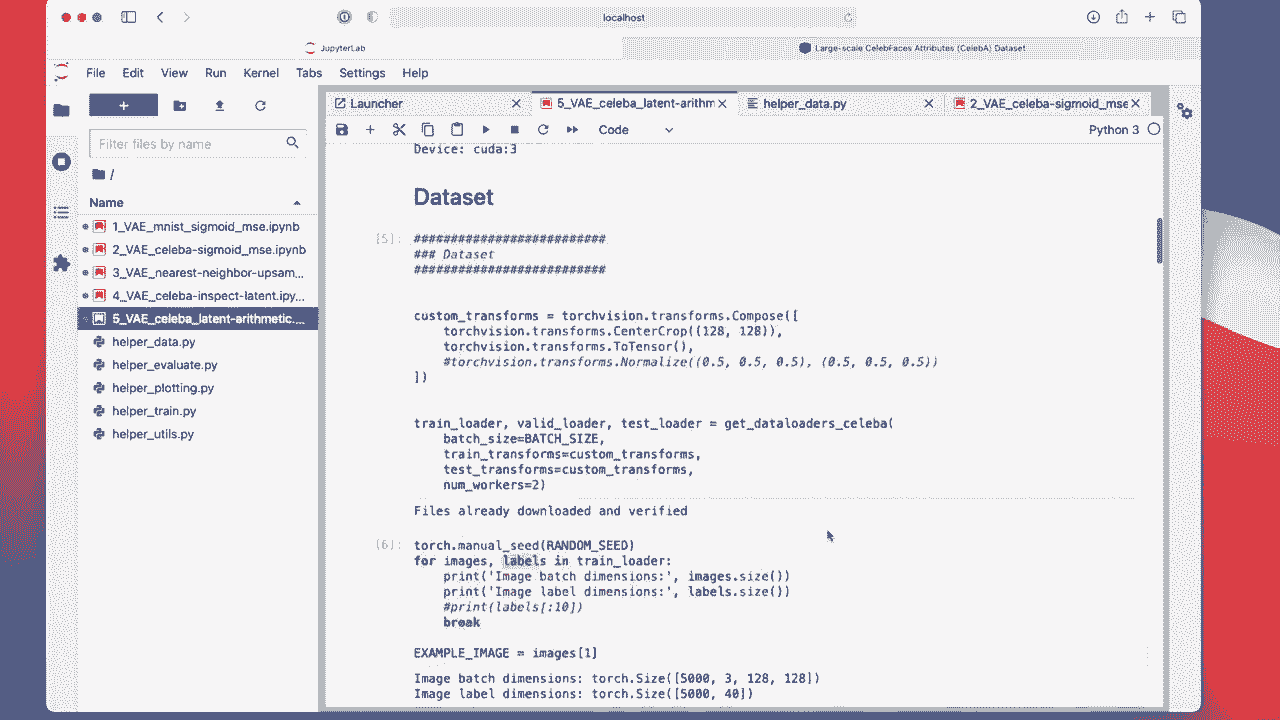 localhost
JupyterLab
Large-scale CelebFaces Attributes (CelebA) Dataset
File Edit View Run Kernel Tabs Settings Help
+
Filter files by name
/
Name
1_VAE_mnist_sigmoid_mse.ipynb
2_VAE_celeba-sigmoid_mse.ipynb
3_VAE_nearest-neighbor-upsam...
4_VAE_celeba-inspect-latent.ipy...
5_VAE_celeba_latent-arithmetic....
helper_data.py
helper_evaluate.py
helper_plotting.py
helper_train.py
helper_utils.py
Launcher
5_VAE_celeba_latent-arithm
helper_data.py
2_VAE_celeba-sigmoid_mse
Code
Python 3
Device: cuda:3
Dataset
[5]: ##########################
### Dataset
##########################
custom_transforms = torchvision.transforms.Compose([
torchvision.transforms.CenterCrop((128, 128)),
torchvision.transforms.ToTensor(),
#torchvision.transforms.Normalize((0.5, 0.5, 0.5), (0.5, 0.5, 0.5))
])
train_loader, valid_loader, test_loader = get_dataloaders_celeba(
batch_size=BATCH_SIZE,
train_transforms=custom_transforms,
test_transforms=custom_transforms,
num_workers=2)
Files already downloaded and verified
[6]: torch.manual_seed(RANDOM_SEED)
for images, labels in train_loader:
print('Image batch dimensions:', images.size())
print('Image label dimensions:', labels.size())
#print(labels[:10])
break
EXAMPLE_IMAGE = images[1]
Image batch dimensions: torch.Size([5000, 3, 128, 128])
Image label dimensions: torch.Size([5000, 40])